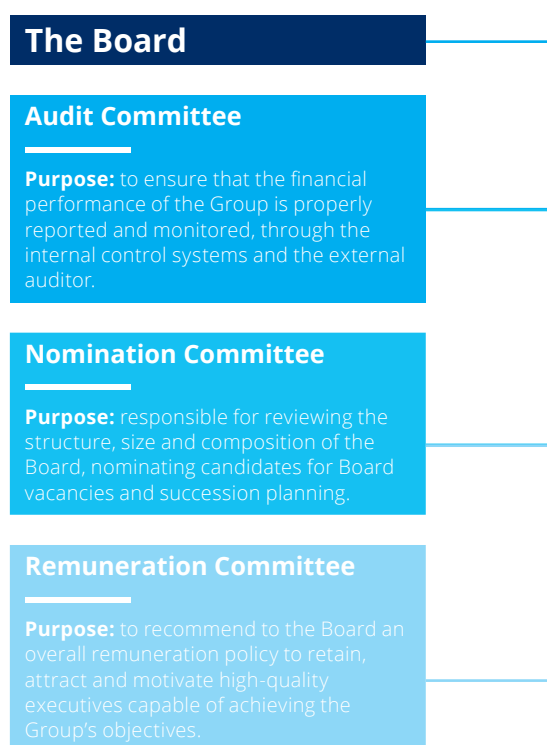 The Board
Audit Committee
Purpose: to ensure that the financial
performance of the Group is properly
reported and monitored, through the
internal control systems and the external
auditor.
Nomination Committee
Purpose: responsible for reviewing the
structure, size and composition of the
Board, nominating candidates for Board
vacancies and succession planning.
Remuneration Committee
Purpose: to recommend to the Board an
overall remuneration policy to retain,
attract and motivate high-quality
executives capable of achieving the
Group’s objectives.